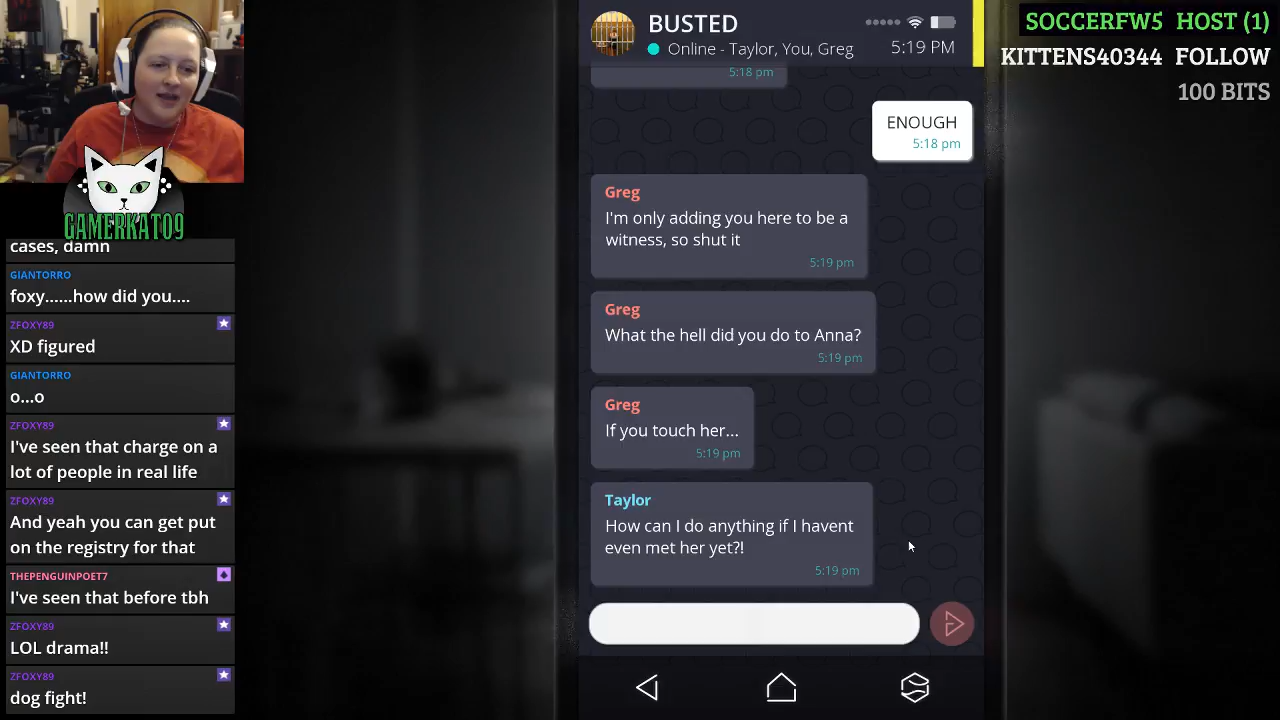 BUSTED
Online - Taylor, You, Greg
5:19 PM
5:18 pm
ENOUGH
5:18 pm
Greg
I'm only adding you here to be a
witness, so shut it
5:19 pm
Greg
What the hell did you do to Anna?
5:19 pm
Greg
If you touch her...
5:19 pm
Taylor
How can I do anything if I havent
even met her yet?!
5:19 pm
SOCCERFW5 HOST (1)
KITTENS40344 FOLLOW
100 BITS
GAMERKAT09
cases, damn
GIANTORRO
foxy......how did you....
ZFOXY89
XD figured
GIANTORRO
o...o
ZFOXY89
I've seen that charge on a
lot of people in real life
ZFOXY89
And yeah you can get put
on the registry for that
THEPENGUINPOET7
I've seen that before tbh
ZFOXY89
LOL drama!!
ZFOXY89
dog fight!